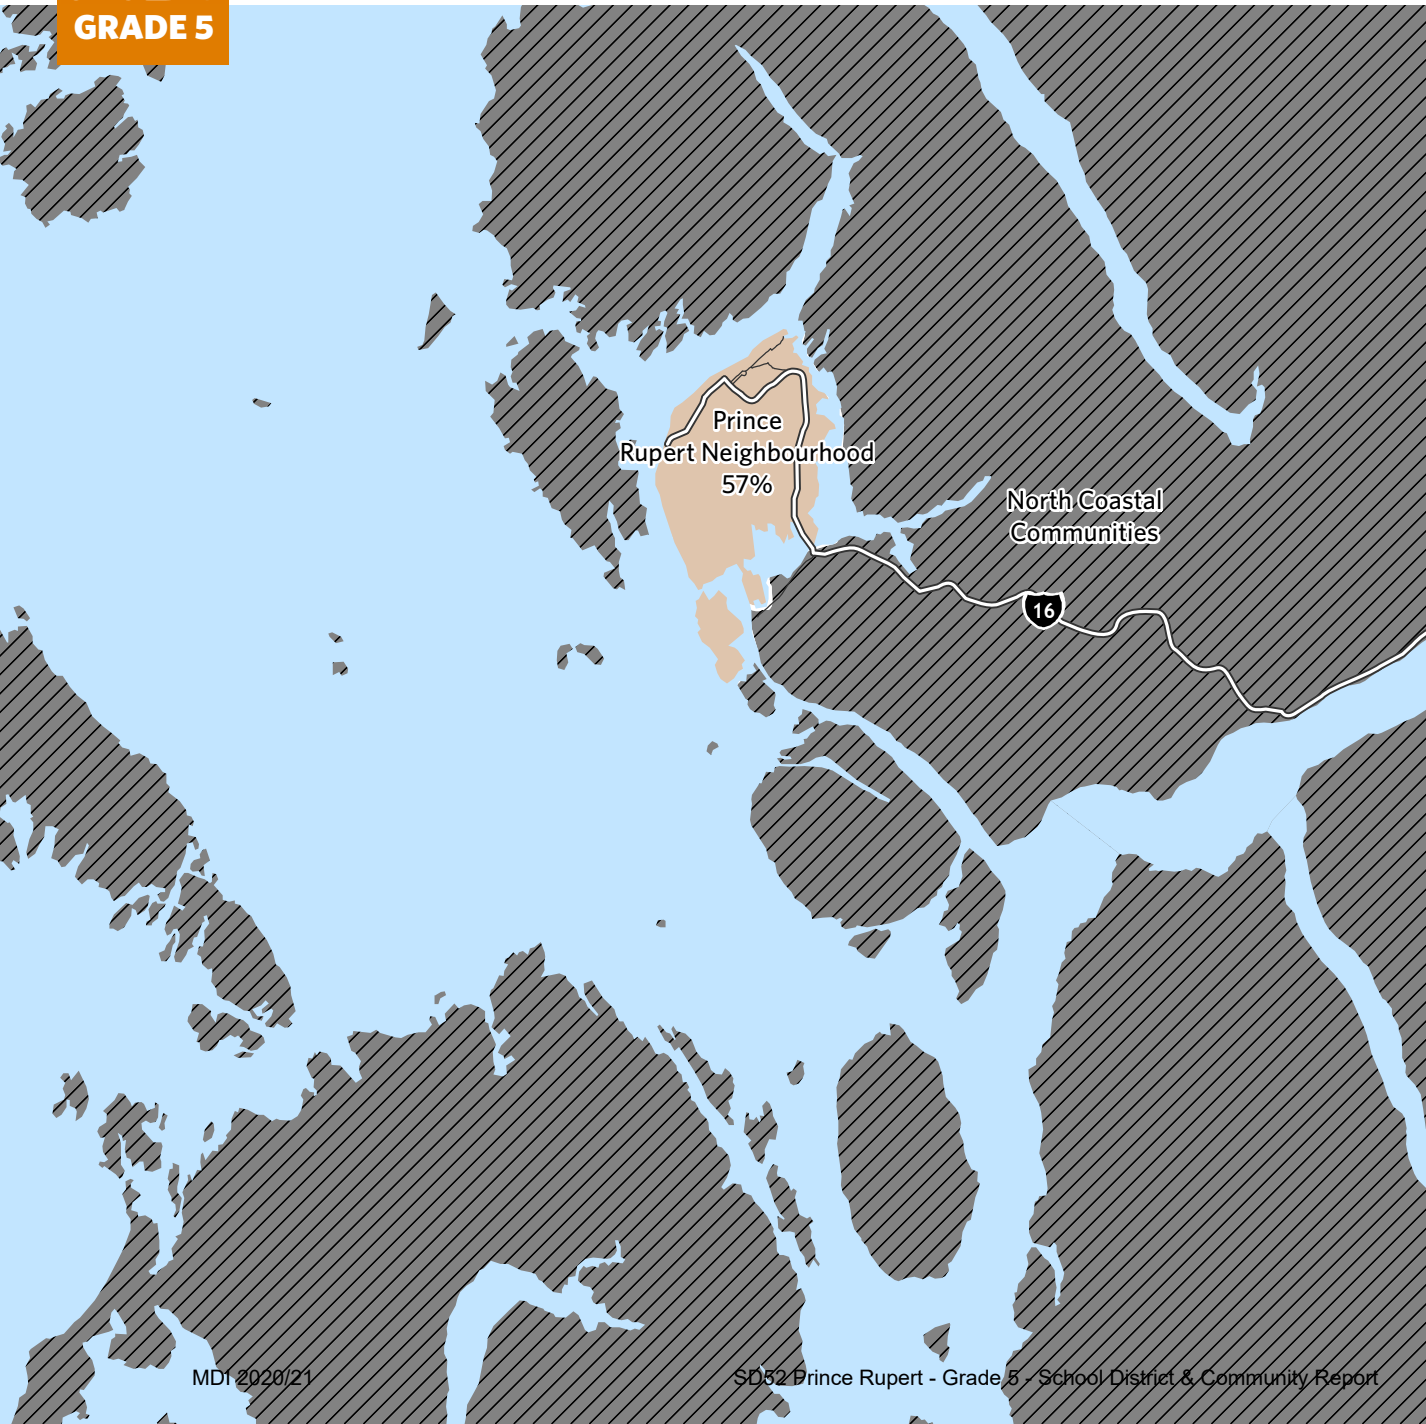 GRADE 5
Prince
Rupert Neighbourhood
57%
North Coastal
Communities
16
MDI 2020/21
SD52 Prince Rupert - Grade 5 - School District & Community Report